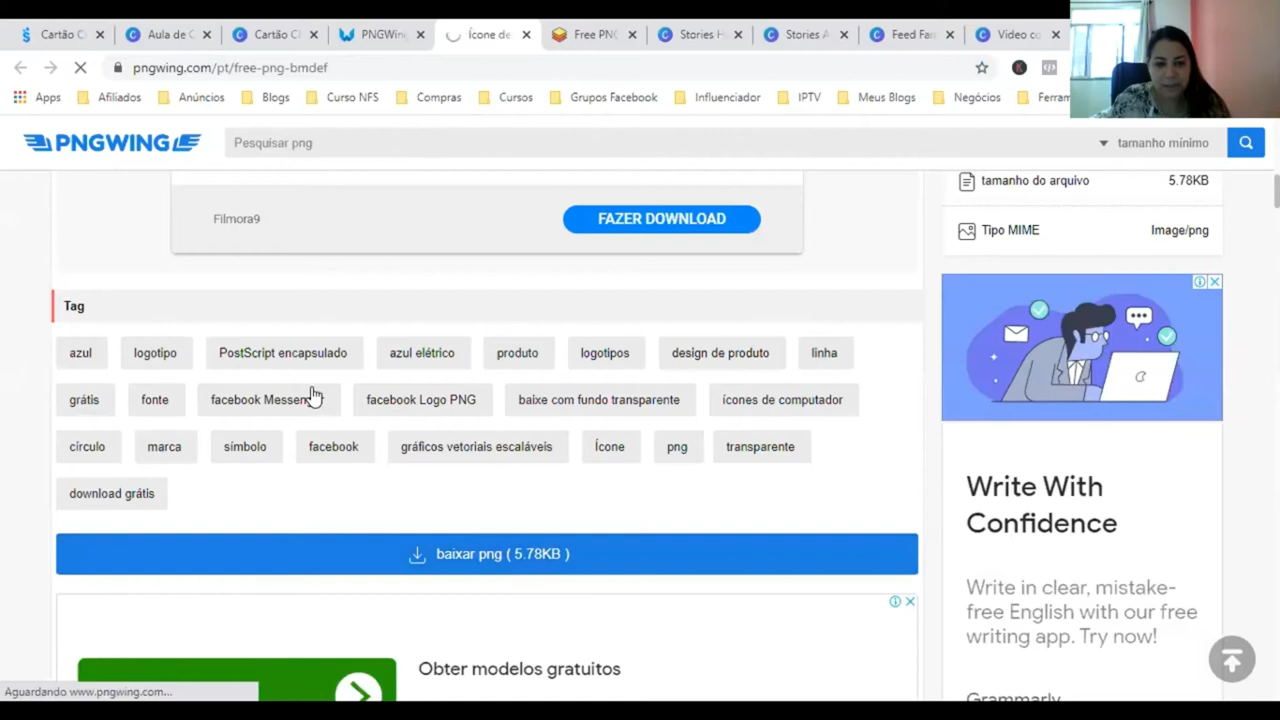 Cartão C
Aula de C
Cartão Cl
PNGWin
Ícone de
Free PNG
Stories H
Stories A
Feed Fan
Video co
pngwing.com/pt/free-png-bmdef
Apps
Afiliados
Anúncios
Blogs
Curso NFS
Compras
Cursos
Grupos Facebook
Influenciador
IPTV
Meus Blogs
Negócios
Ferram
PNGWING
Pesquisar png
tamanho mínimo
tamanho do arquivo 5.78KB
Filmora9
FAZER DOWNLOAD
Tipo MIME Image/png
Tag
azul logotipo PostScript encapsulado azul elétrico produto logotipos design de produto linha
grátis fonte facebook Messen facebook Logo PNG baixe com fundo transparente ícones de computador
círculo marca símbolo facebook gráficos vetoriais escaláveis Ícone png transparente
download grátis
baixar png ( 5.78KB )
Obter modelos gratuitos
Write With
Confidence
Write in clear, mistake-
free English with our free
writing app. Try now!
Grammarly
Aguardando www.pngwing.com...